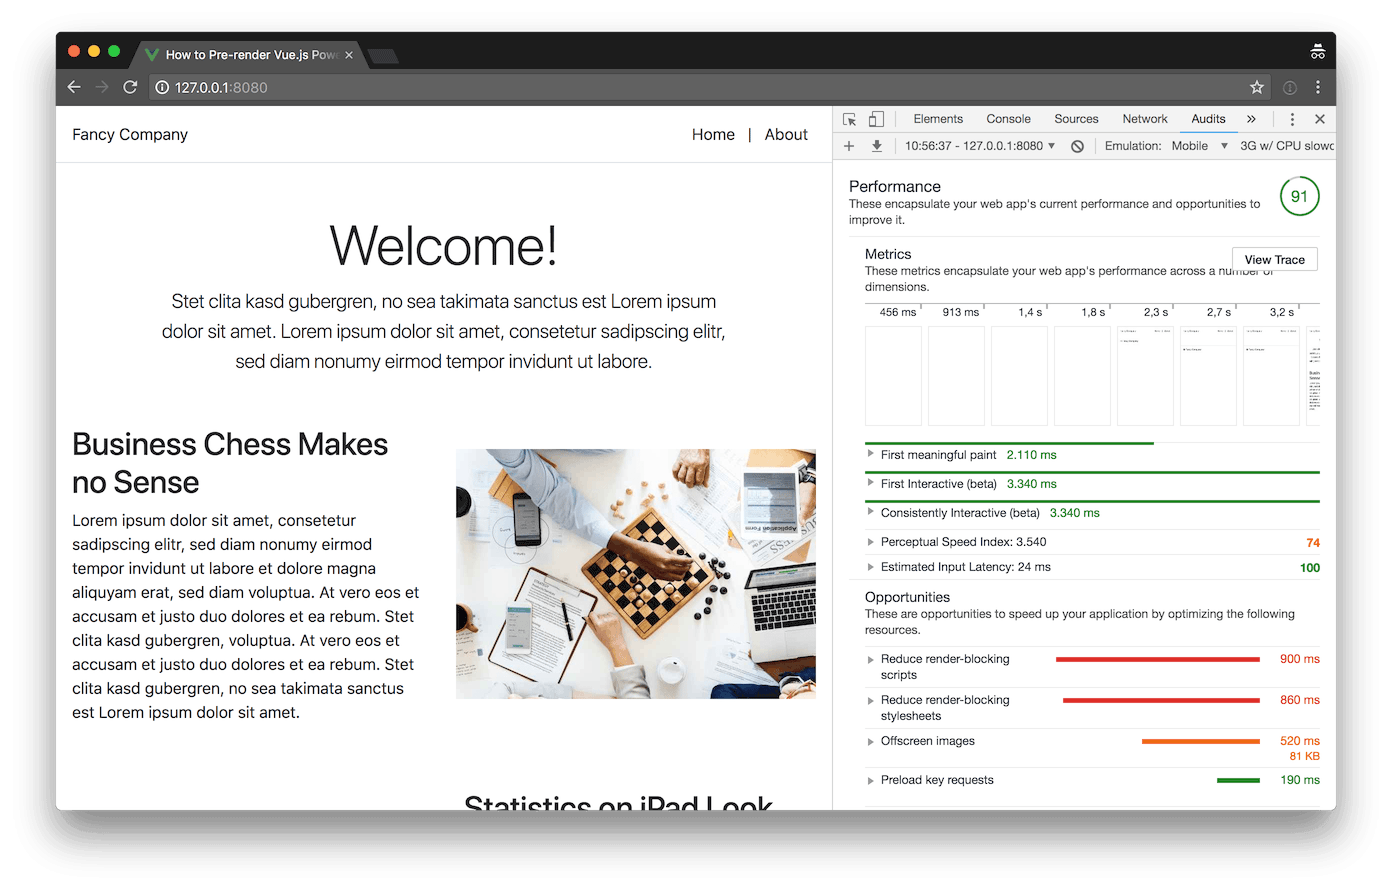 How to Pre-render Vue.js Pow
127.0.0.1:8080
Fancy Company
Home | About
Welcome!
Stet clita kasd gubergren, no sea takimata sanctus est Lorem ipsum
dolor sit amet. Lorem ipsum dolor sit amet, consetetur sadipscing elitr,
sed diam nonumy eirmod tempor invidunt ut labore.
Business Chess Makes
no Sense
Lorem ipsum dolor sit amet, consetetur
sadipscing elitr, sed diam nonumy eirmod
tempor invidunt ut labore et dolore magna
aliquyam erat, sed diam voluptua. At vero eos et
accusam et justo duo dolores et ea rebum. Stet
clita kasd gubergren, voluptua. At vero eos et
accusam et justo duo dolores et ea rebum. Stet
clita kasd gubergren, no sea takimata sanctus
est Lorem ipsum dolor sit amet.
Application Form
Statistics on iPad Look
Elements Console Sources Network Audits »
10:56:37 - 127.0.0.1:8080 Emulation: Mobile 3G w/ CPU slowd
Performance
91
These encapsulate your web app's current performance and opportunities to
improve it.
Metrics
View Trace
These metrics encapsulate your web app's performance across a number of
dimensions.
456 ms 913 ms 1,4 s 1,8 s 2,3 s 2,7 s 3,2 s
First meaningful paint 2.110 ms
First Interactive (beta) 3.340 ms
Consistently Interactive (beta) 3.340 ms
Perceptual Speed Index: 3.540 74
Estimated Input Latency: 24 ms 100
Opportunities
These are opportunities to speed up your application by optimizing the following
resources.
Reduce render-blocking 900 ms
scripts
Reduce render-blocking 860 ms
stylesheets
Offscreen images 520 ms
81 KB
Preload key requests 190 ms